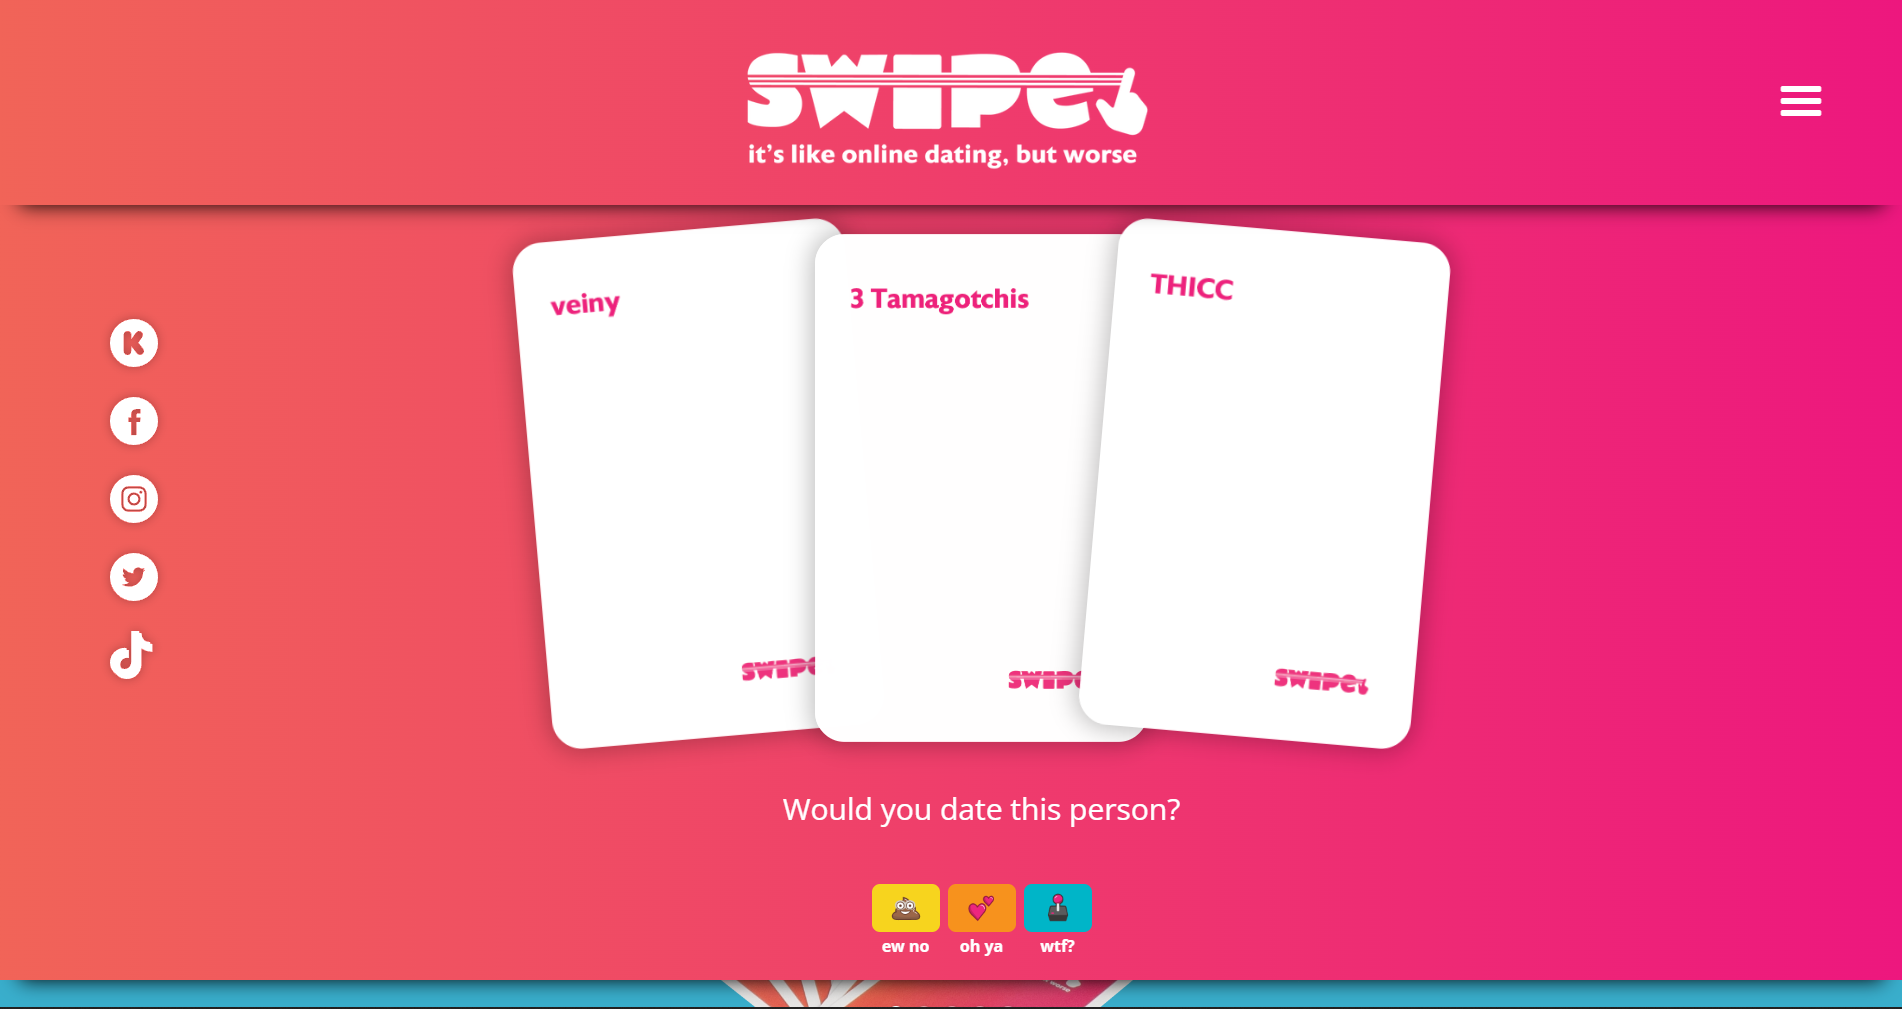 SWIPE
it's like online dating, but worse
veiny
3 Tamagotchis
THICC
SWIPE
SWIPE
SWIPE
Would you date this person?
ew no
oh ya
wtf?
worse